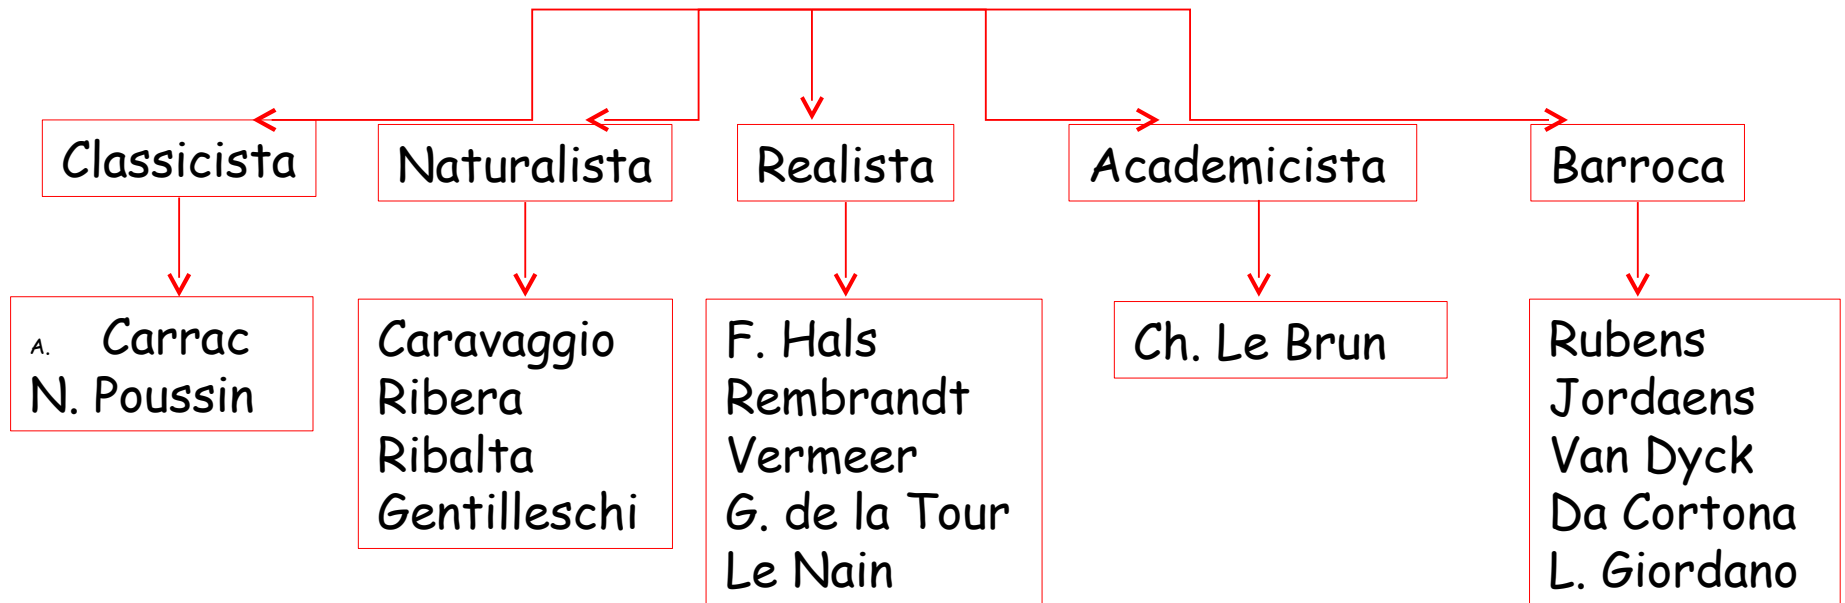 Classicista
Naturalista
Realista
Academicista
Barroca
A. Carrac
N. Poussin
Caravaggio
Ribera
Ribalta
Gentilleschi
F. Hals
Rembrandt
Vermeer
G. de la Tour
Le Nain
Ch. Le Brun
Rubens
Jordaens
Van Dyck
Da Cortona
L. Giordano